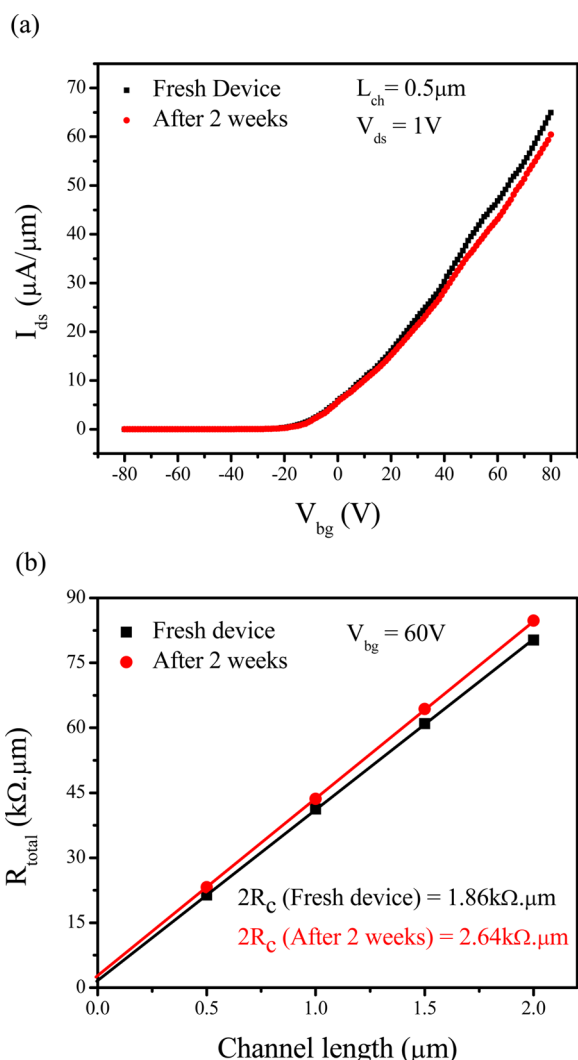 (a)
Fresh Device
After 2 weeks
L_ch = 0.5μm
V_ds = 1V
70
60
50
40
30
20
10
0
I_ds (μA/μm)
-80 -60 -40 -20 0 20 40 60 80
V_bg (V)
(b)
Fresh device
After 2 weeks
V_bg = 60V
90
75
60
45
30
15
0
R_total (kΩ.μm)
2R_C (Fresh device) = 1.86kΩ.μm
2R_C (After 2 weeks) = 2.64kΩ.μm
0.0 0.5 1.0 1.5 2.0
Channel length (μm)